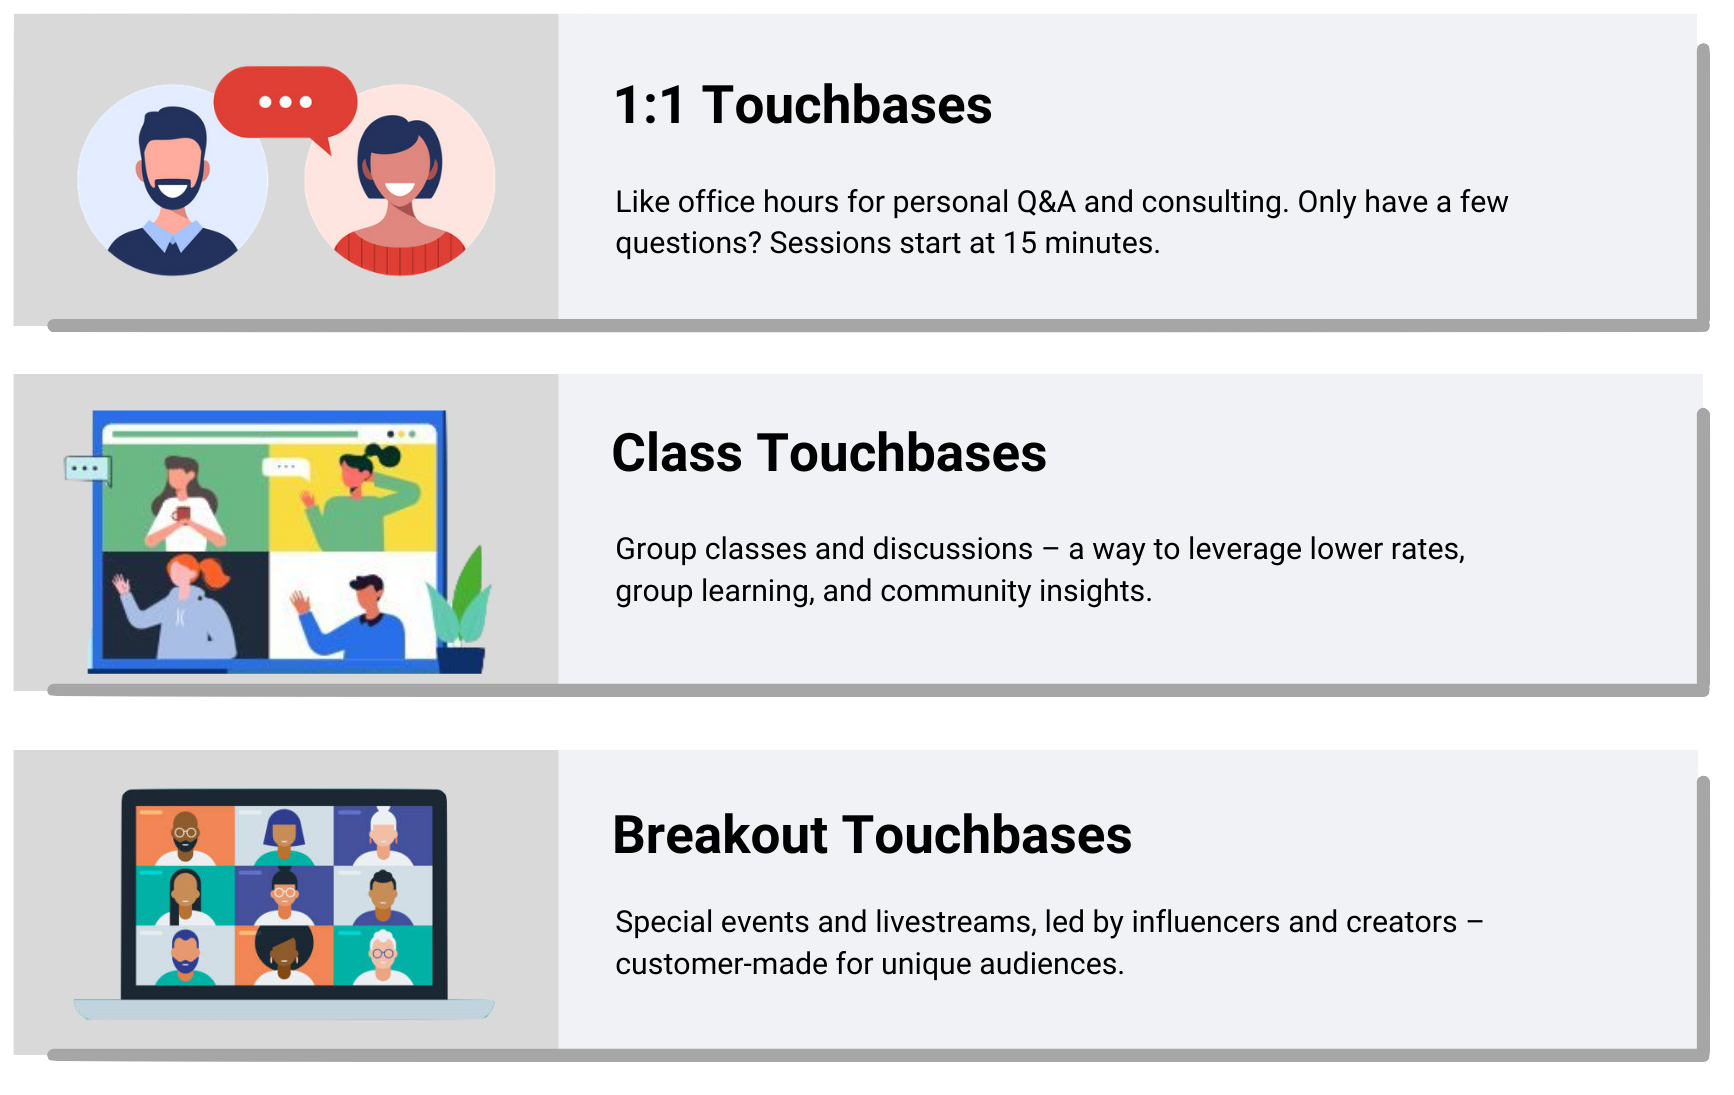 1:1 Touchbases
Like office hours for personal Q&A and consulting. Only have a few
questions? Sessions start at 15 minutes.
Class Touchbases
Group classes and discussions – a way to leverage lower rates,
group learning, and community insights.
Breakout Touchbases
Special events and livestreams, led by influencers and creators –
customer-made for unique audiences.